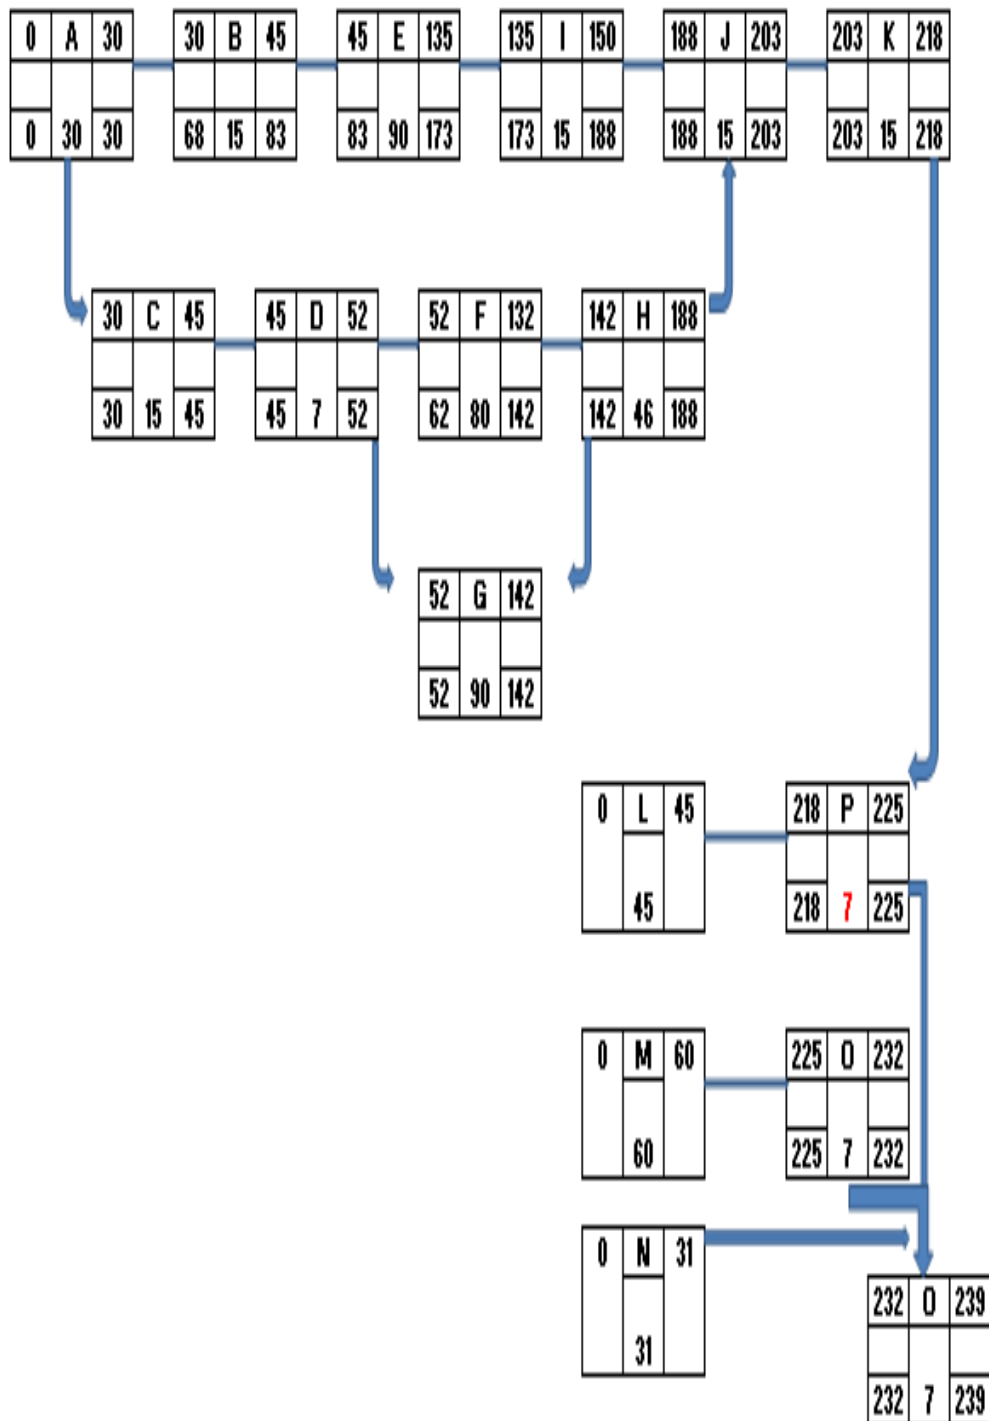 0 A 30 30 B 45 45 E 135 135 I 150 188 J 203 203 K 218
0 30 30 68 15 83 83 90 173 173 15 188 188 15 203 203 15 218
30 C 45 45 D 52 52 F 132 142 H 188
30 15 45 45 7 52 62 80 142 142 46 188
52 G 142
52 90 142
0 L 45 218 P 225
45 218 7 225
0 M 60 225 O 232
60 225 7 232
0 N 31
31
232 O 239
232 7 239